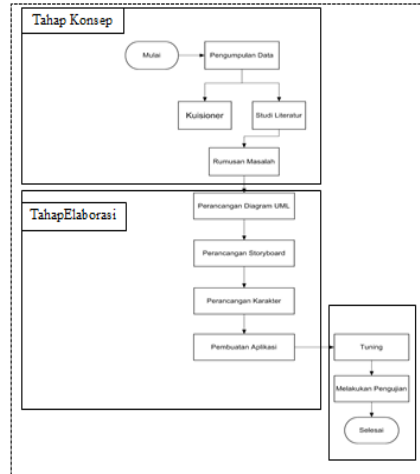 Tahap Konsep
Mulai
Pengumpulan Data
Kuisioner
Studi Literatur
Rumusan Masalah
TahapElaborasi
Perancangan Diagram UML
Perancangan Storyboard
Perancangan Karakter
Pembuatan Aplikasi
Tuning
Melakukan Pengujian
Selesai